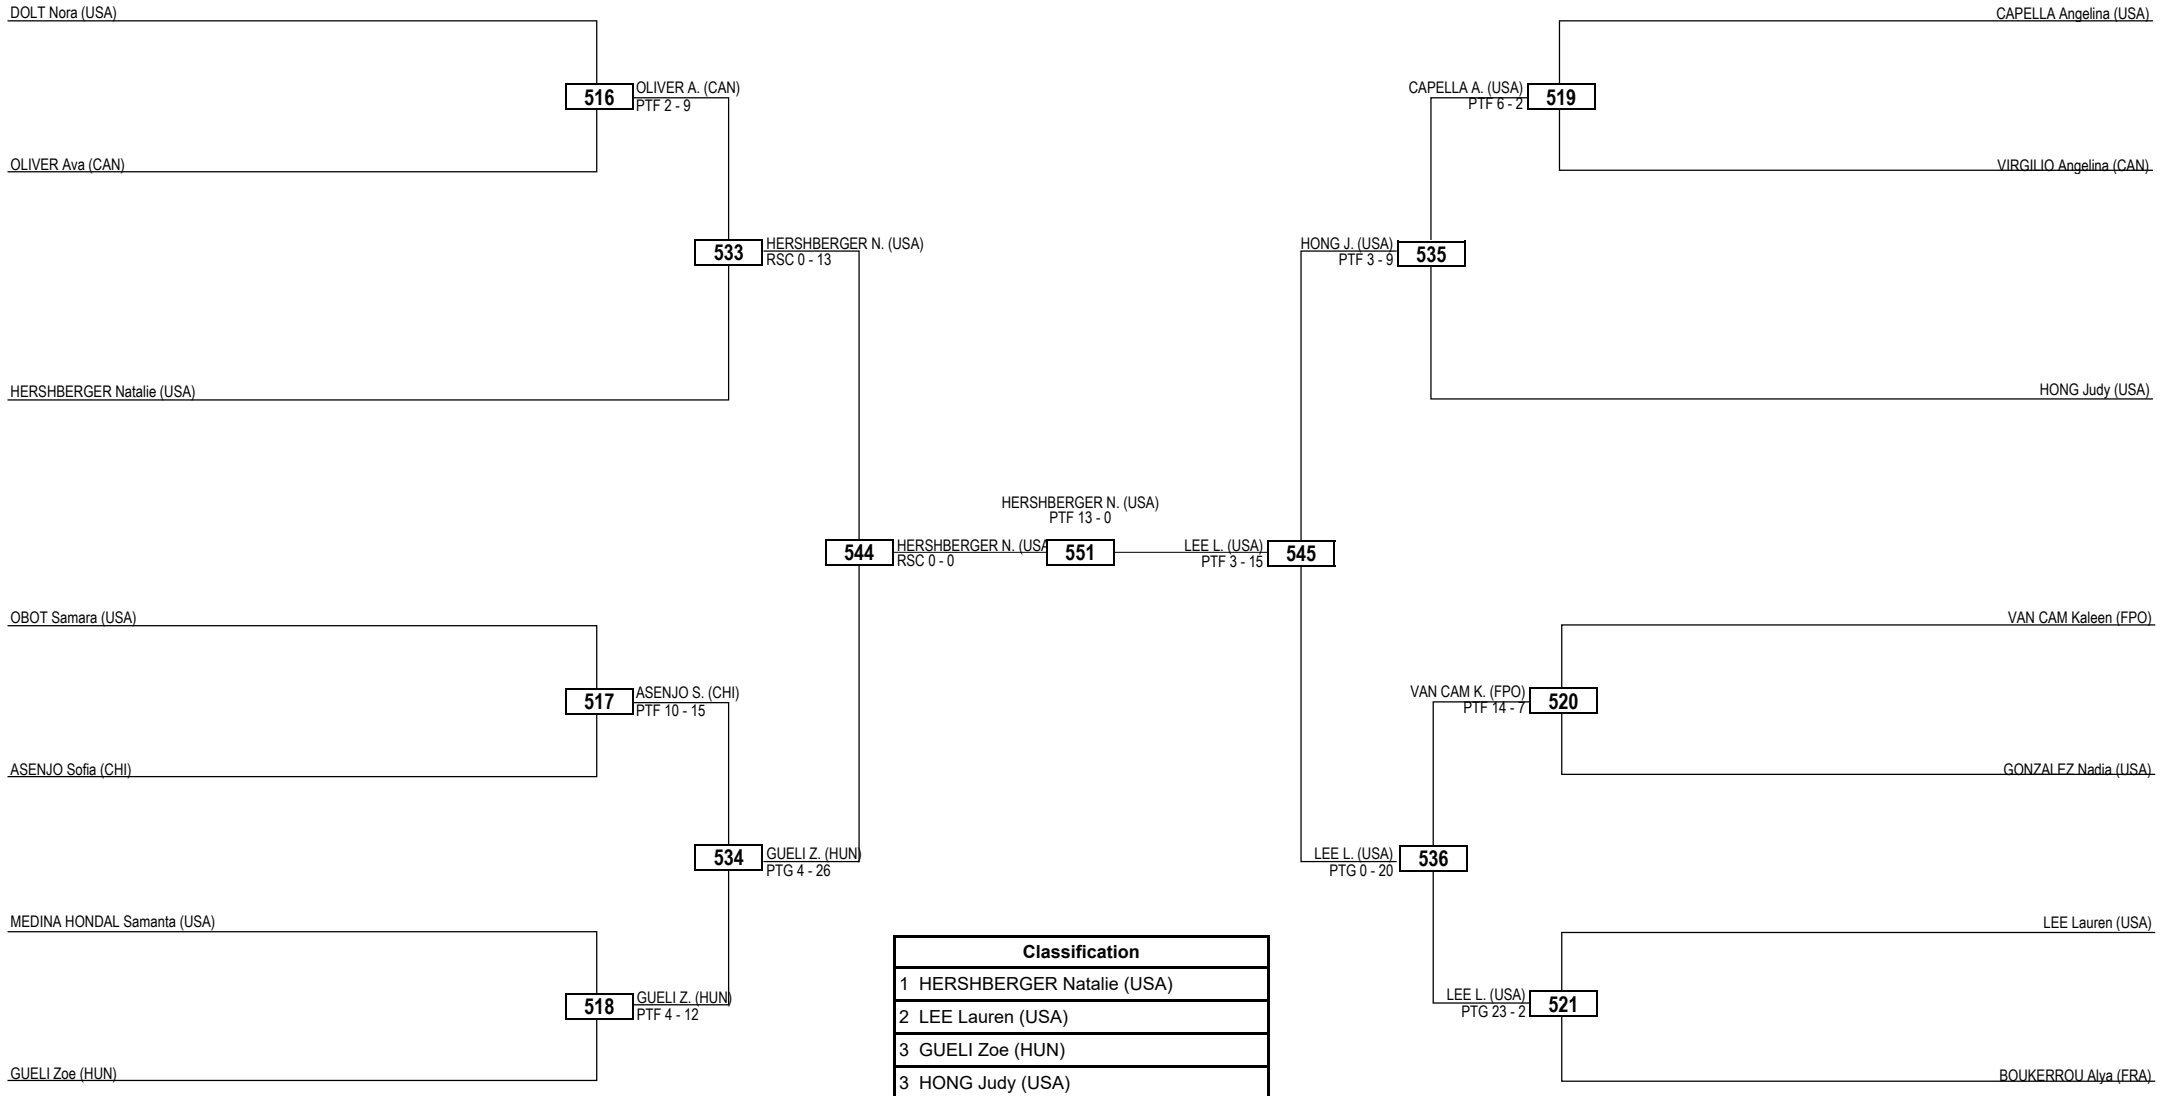 DOLT Nora (USA)
CAPELLA Angelina (USA)
516
OLIVER A. (CAN)
PTF 2 - 9
CAPELLA A. (USA)
PTF 6 - 2
519
OLIVER Ava (CAN)
VIRGILIO Angelina (CAN)
533
HERSHBERGER N. (USA)
RSC 0 - 13
HONG J. (USA)
PTF 3 - 9
535
HERSHBERGER Natalie (USA)
HONG Judy (USA)
HERSHBERGER N. (USA)
PTF 13 - 0
544
HERSHBERGER N. (USA
RSC 0 - 0
551
LEE L. (USA)
PTF 3 - 15
545
OBOT Samara (USA)
VAN CAM Kaleen (FPO)
517
ASENJO S. (CHI)
PTF 10 - 15
VAN CAM K. (FPO)
PTF 14 - 7
520
ASENJO Sofia (CHI)
GONZALEZ Nadia (USA)
534
GUELI Z. (HUN)
PTG 4 - 26
LEE L. (USA)
PTG 0 - 20
536
MEDINA HONDAL Samanta (USA)
LEE Lauren (USA)
518
GUELI Z. (HUN)
PTF 4 - 12
LEE L. (USA)
PTG 23 - 2
521
GUELI Zoe (HUN)
BOUKERROU Alya (FRA)
Classification
1 HERSHBERGER Natalie (USA)
2 LEE Lauren (USA)
3 GUELI Zoe (HUN)
3 HONG Judy (USA)